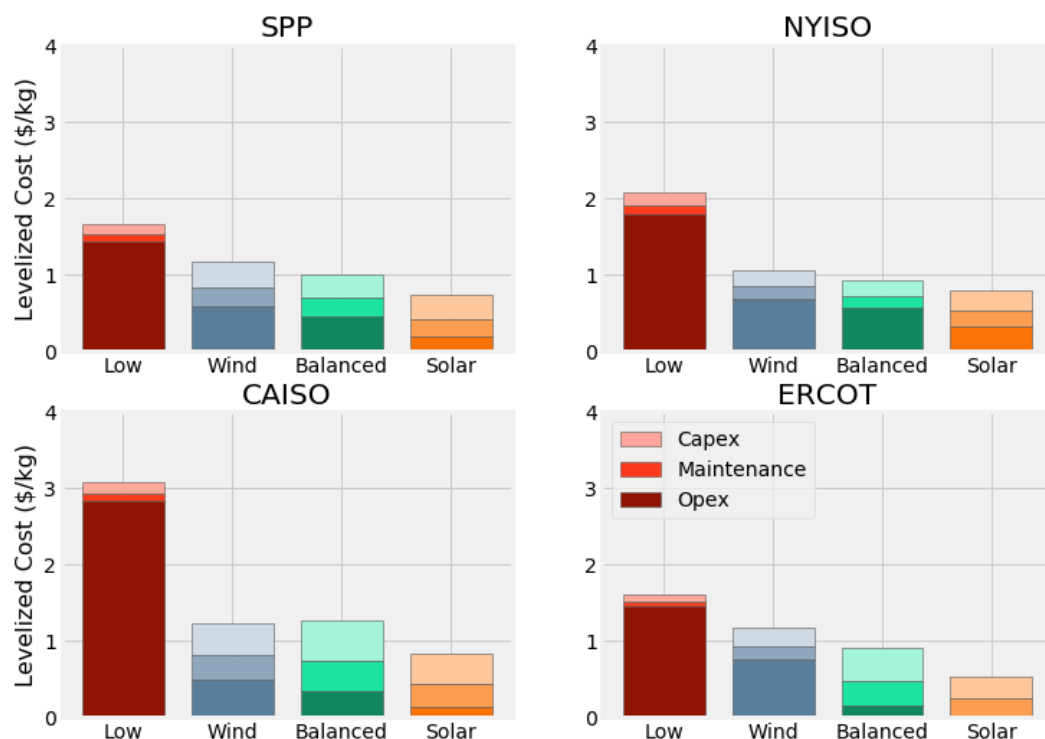 SPP
NYISO
Levelized Cost ($/kg)
4
3
2
1
0
Low Wind Balanced Solar
4
3
2
1
0
Low Wind Balanced Solar
CAISO
ERCOT
Levelized Cost ($/kg)
4
3
2
1
0
Low Wind Balanced Solar
4
3
2
1
0
Capex
Maintenance
Opex
Low Wind Balanced Solar